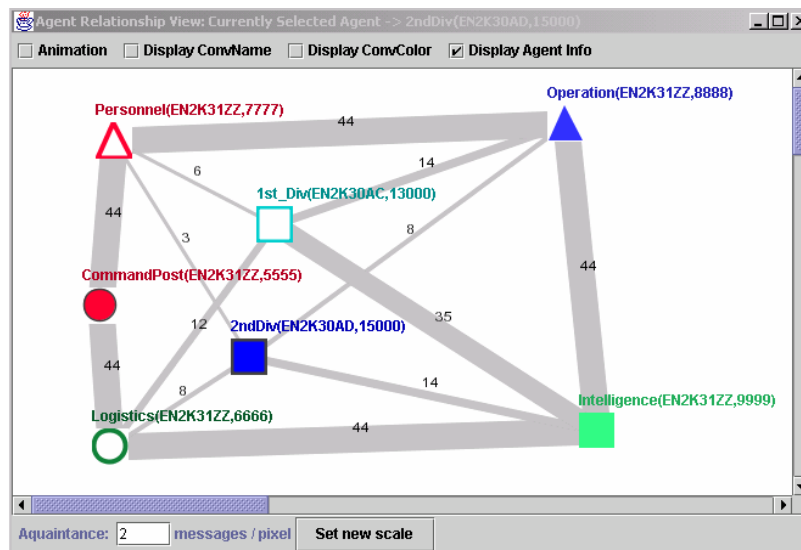 Agent Relationship View: Currently Selected Agent -> 2ndDiv(EN2K30AD,15000)
Animation Display ConvName Display ConvColor Display Agent Info
Operation(EN2K31ZZ,8888)
Personnel(EN2K31ZZ,7777)
44
14
6
1st_Div(EN2K30AC,13000)
44
8
3
44
CommandPost(EN2K31ZZ,5555)
35
12
2ndDiv(EN2K30AD,15000)
44
14
8
Intelligence(EN2K31ZZ,9999)
Logistics(EN2K31ZZ,6666)
44
Aquaintance: 2 messages / pixel Set new scale